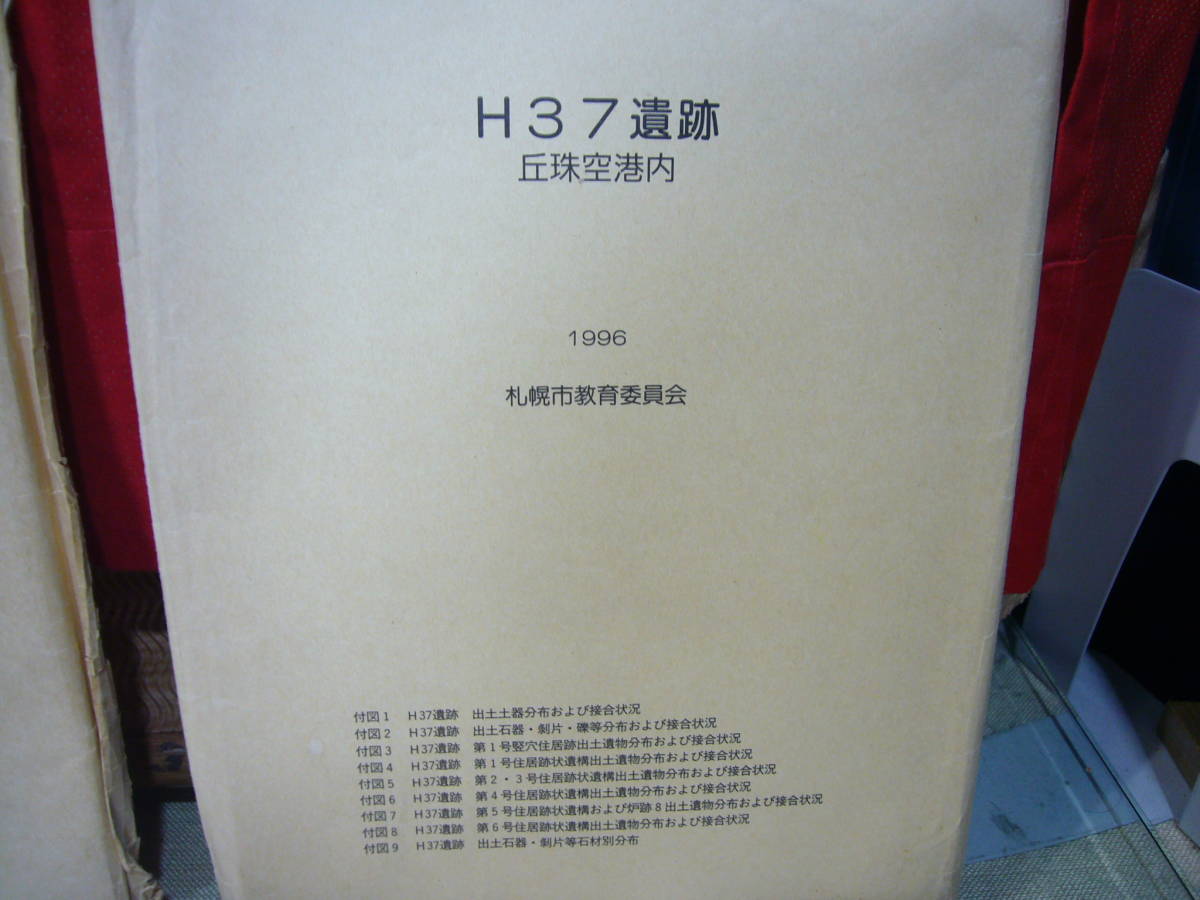 H37遺跡
丘珠空港内
1996
札幌市教育委員会
付図1 H37遺跡 出土土器分布および接合状況
付図2 H37遺跡 出土石器・剝片・礫等分布および接合状況
付図3 H37遺跡 第1号竪穴住居跡出土遺物分布および接合状況
付図4 H37遺跡 第1号住居跡状遺構出土遺物分布および接合状況
付図5 H37遺跡 第2・3号住居跡状遺構出土遺物分布および接合状況
付図6 H37遺跡 第4号住居跡状遺構出土遺物分布および接合状況
付図7 H37遺跡 第5号住居跡状遺構および炉跡8出土遺物分布および接合状況
付図8 H37遺跡 第6号住居跡状遺構出土遺物分布および接合状況
付図9 H37遺跡 出土石器・剝片等石材別分布